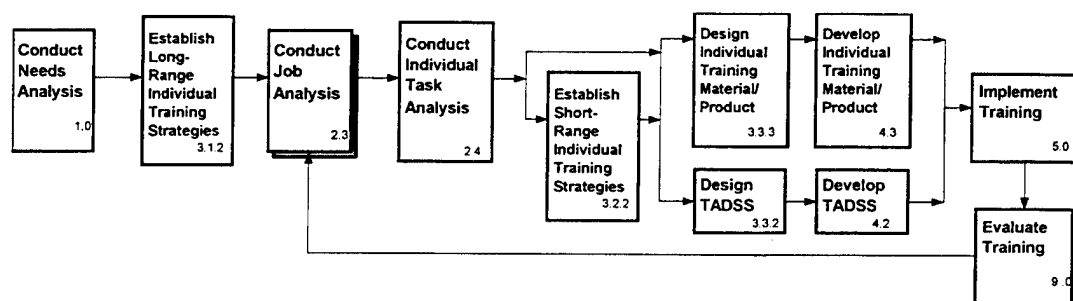 Conduct
Needs
Analysis
1.0
Establish
Long-
Range
Individual
Training
Strategies
3.1.2
Conduct
Job
Analysis
2.3
Conduct
Individual
Task
Analysis
2.4
Establish
Short-
Range
Individual
Training
Strategies
3.2.2
Design
Individual
Training
Material/
Product
3.3.3
Develop
Individual
Training
Material/
Product
4.3
Design
TADSS
3.3.2
Develop
TADSS
4.2
Implement
Training
5.0
Evaluate
Training
9.0